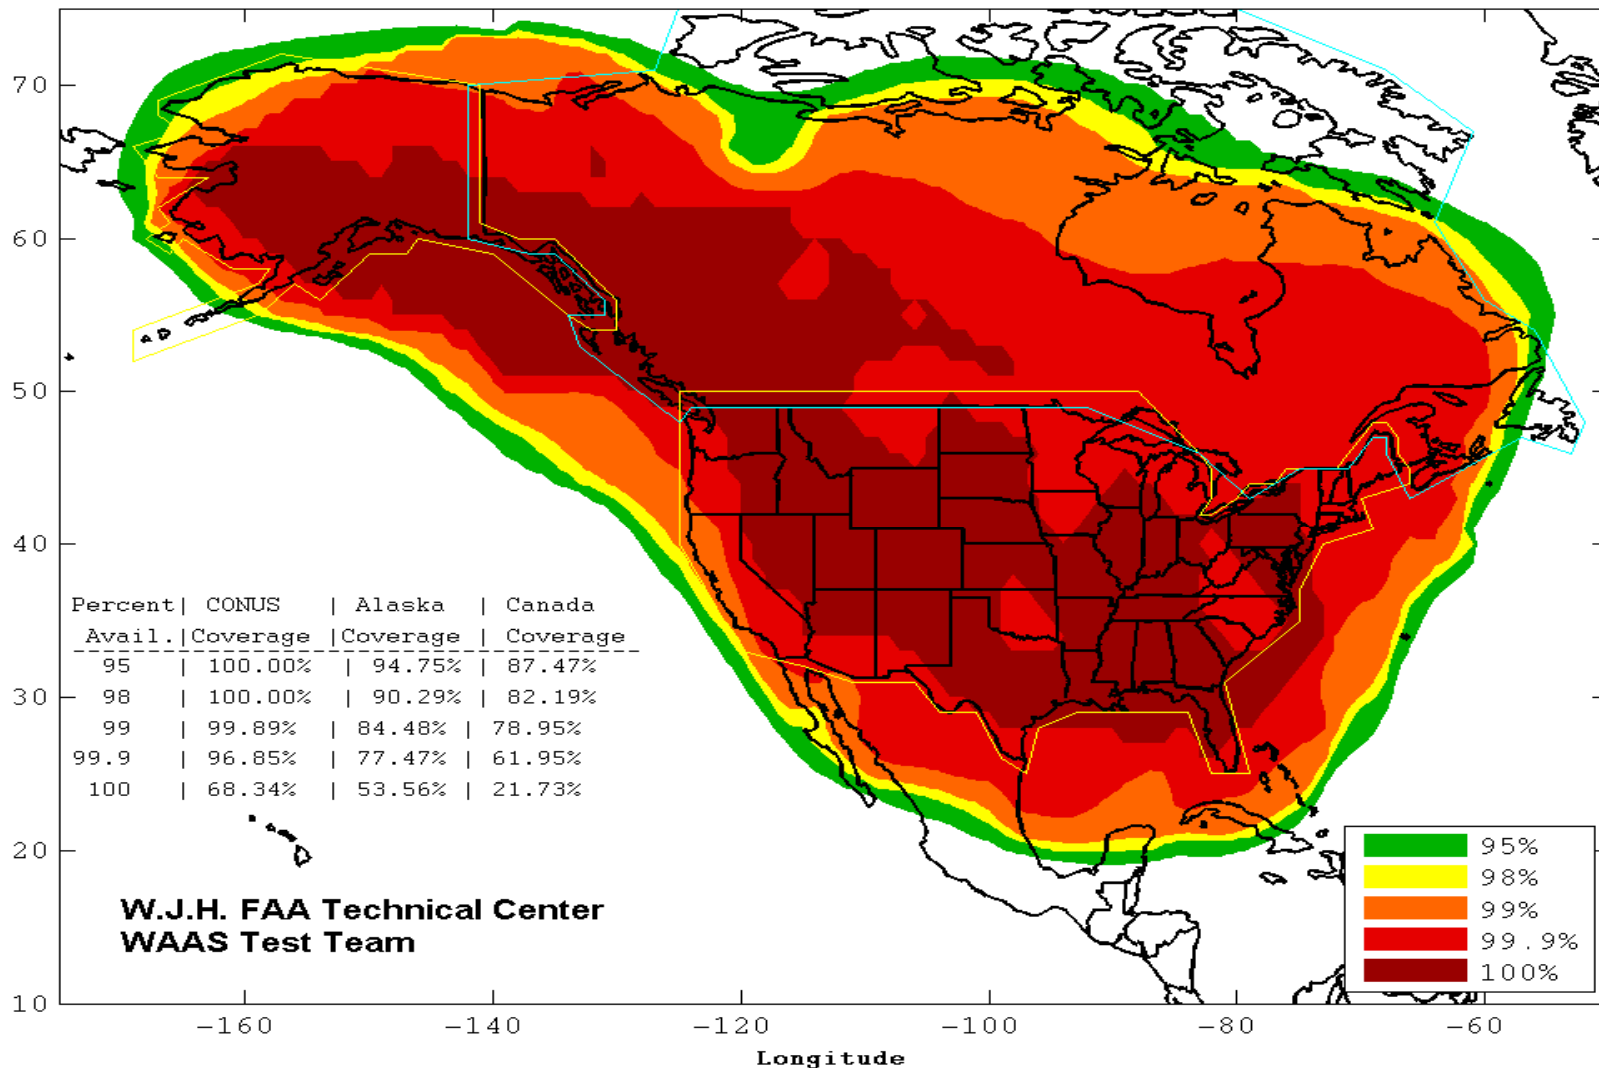 70
60
50
40
30
20
10
Percent| CONUS | Alaska | Canada
Avail.|Coverage |Coverage | Coverage
-----------------------------------------
95 | 100.00% | 94.75% | 87.47%
98 | 100.00% | 90.29% | 82.19%
99 | 99.89% | 84.48% | 78.95%
99.9 | 96.85% | 77.47% | 61.95%
100 | 68.34% | 53.56% | 21.73%
W.J.H. FAA Technical Center
WAAS Test Team
95%
98%
99%
99.9%
100%
-160 -140 -120 -100 -80 -60
Longitude